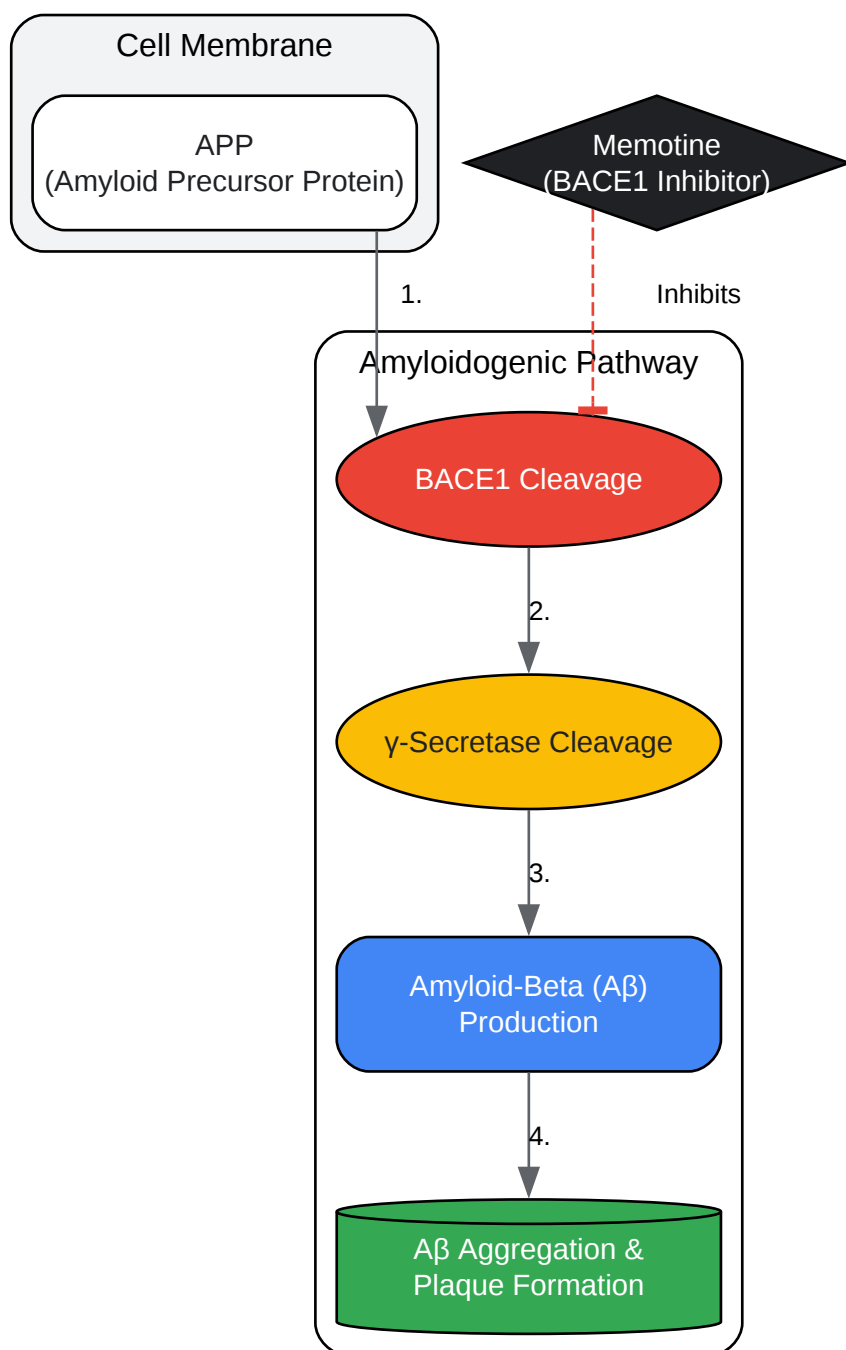 Cell Membrane
APP
(Amyloid Precursor Protein)
Memotine
(BACE1 Inhibitor)
1.
Inhibits
Amyloidogenic Pathway
BACE1 Cleavage
2.
γ-Secretase Cleavage
3.
Amyloid-Beta (Aβ)
Production
4.
Aβ Aggregation &
Plaque Formation